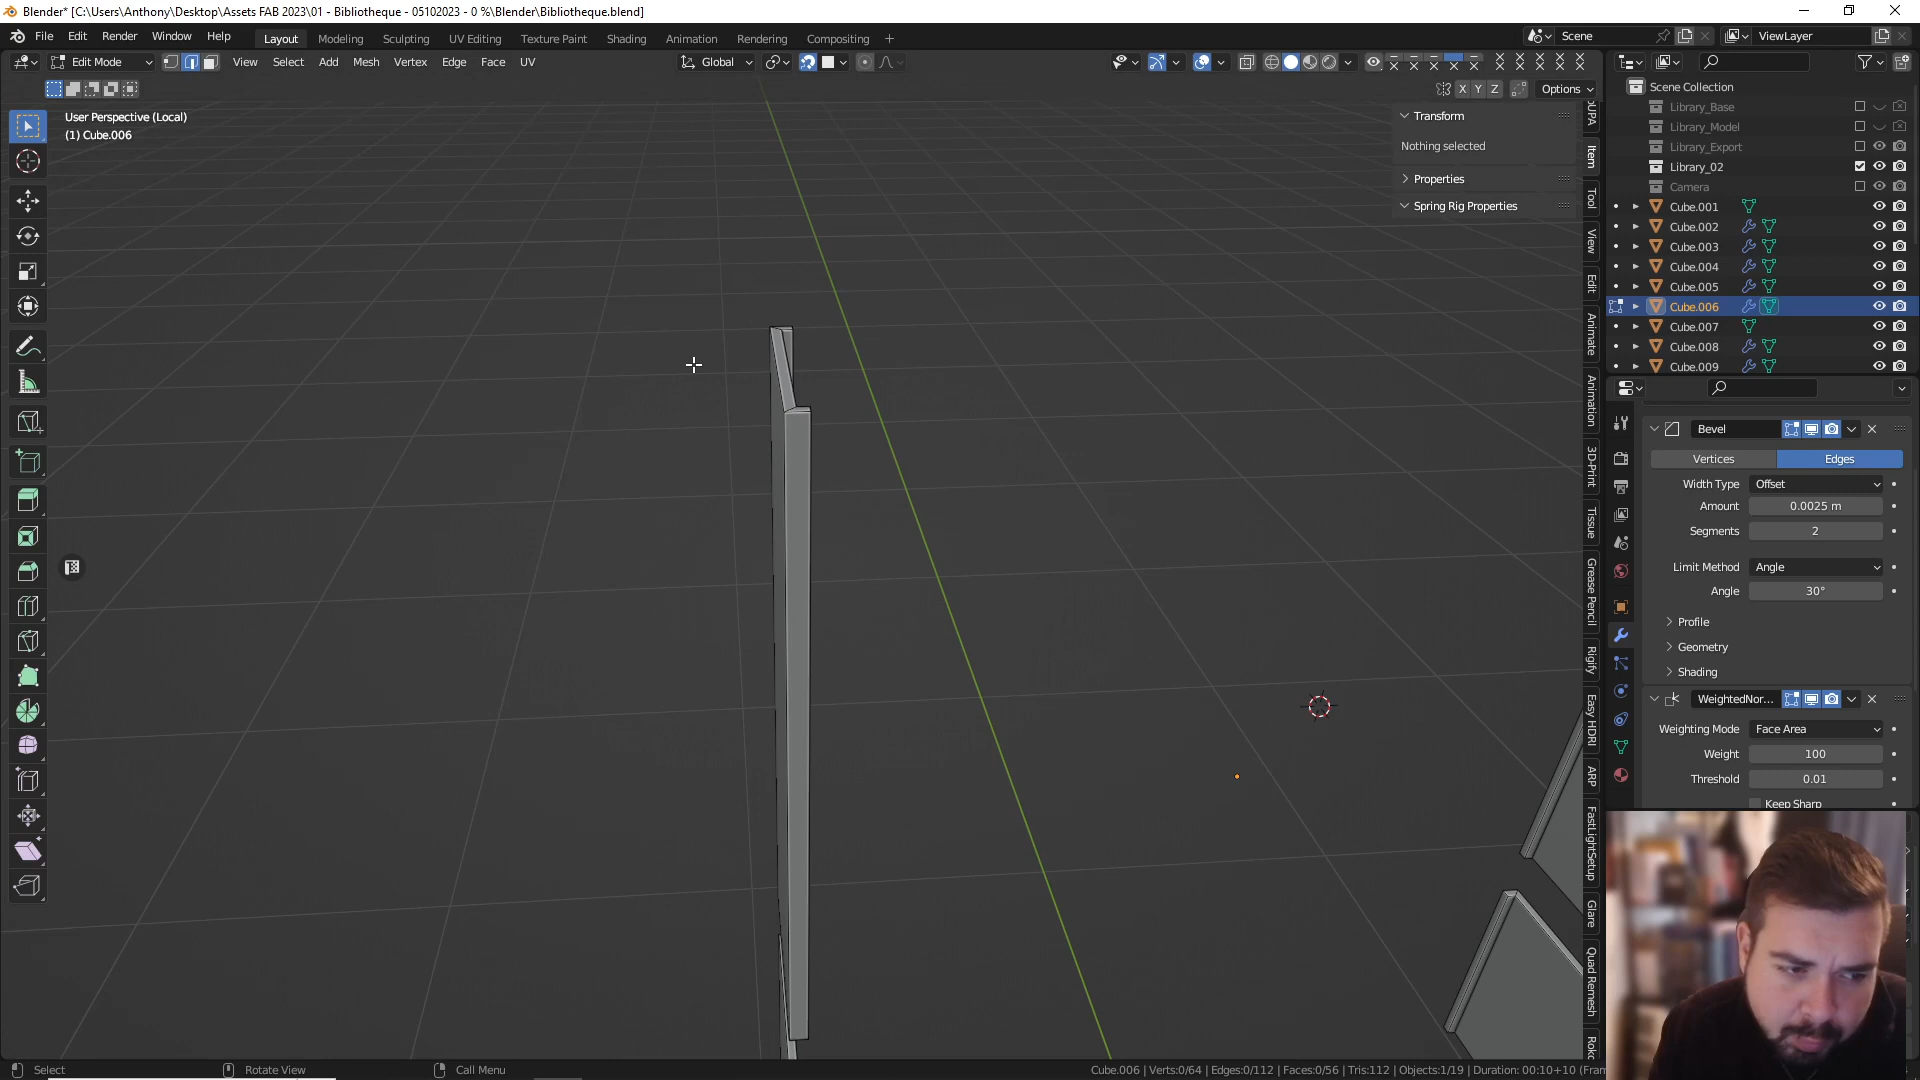 Blender* [C:\Users\Anthony\Desktop\Assets FAB 2023\01 - Bibliotheque - 05102023 - 0 %\Blender\Bibliotheque.blend]
File Edit Render Window Help Layout Modeling Sculpting UV Editing Texture Paint Shading Animation Rendering Compositing Scene ViewLayer
Edit Mode View Select Add Mesh Vertex Edge Face UV Global
X Y Z Options
User Perspective (Local)
(1) Cube.006
Transform
Nothing selected
Properties
Spring Rig Properties
Item
Tool
View
Edit
Animate
Animation
3D-Print
Tissue
Grease Pencil
Rigify
Easy HDRI
ARP
FastLightSetup
Glare
Quad Remesh
Scene Collection
Library_Base
Library_Model
Library_Export
Library_02
Camera
Cube.001
Cube.002
Cube.003
Cube.004
Cube.005
Cube.006
Cube.007
Cube.008
Cube.009
Bevel
Vertices Edges
Width Type Offset
Amount 0.0025 m
Segments 2
Limit Method Angle
Angle 30°
Profile
Geometry
Shading
WeightedNor...
Weighting Mode Face Area
Weight 100
Threshold 0.01
Keep Sharp
Select Rotate View Call Menu Cube.006 | Verts:0/64 | Edges:0/112 | Faces:0/56 | Tris:112 | Objects:1/19 | Duration: 00:10+10 (Fram